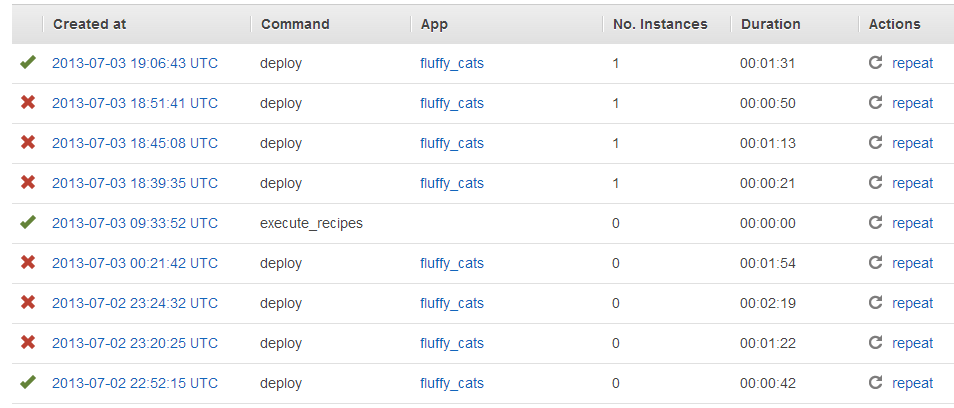 Created at Command App No. Instances Duration Actions
2013-07-03 19:06:43 UTC deploy fluffy_cats 1 00:01:31 repeat
2013-07-03 18:51:41 UTC deploy fluffy_cats 1 00:00:50 repeat
2013-07-03 18:45:08 UTC deploy fluffy_cats 1 00:01:13 repeat
2013-07-03 18:39:35 UTC deploy fluffy_cats 1 00:00:21 repeat
2013-07-03 09:33:52 UTC execute_recipes 0 00:00:00 repeat
2013-07-03 00:21:42 UTC deploy fluffy_cats 0 00:01:54 repeat
2013-07-02 23:24:32 UTC deploy fluffy_cats 0 00:02:19 repeat
2013-07-02 23:20:25 UTC deploy fluffy_cats 0 00:01:22 repeat
2013-07-02 22:52:15 UTC deploy fluffy_cats 0 00:00:42 repeat